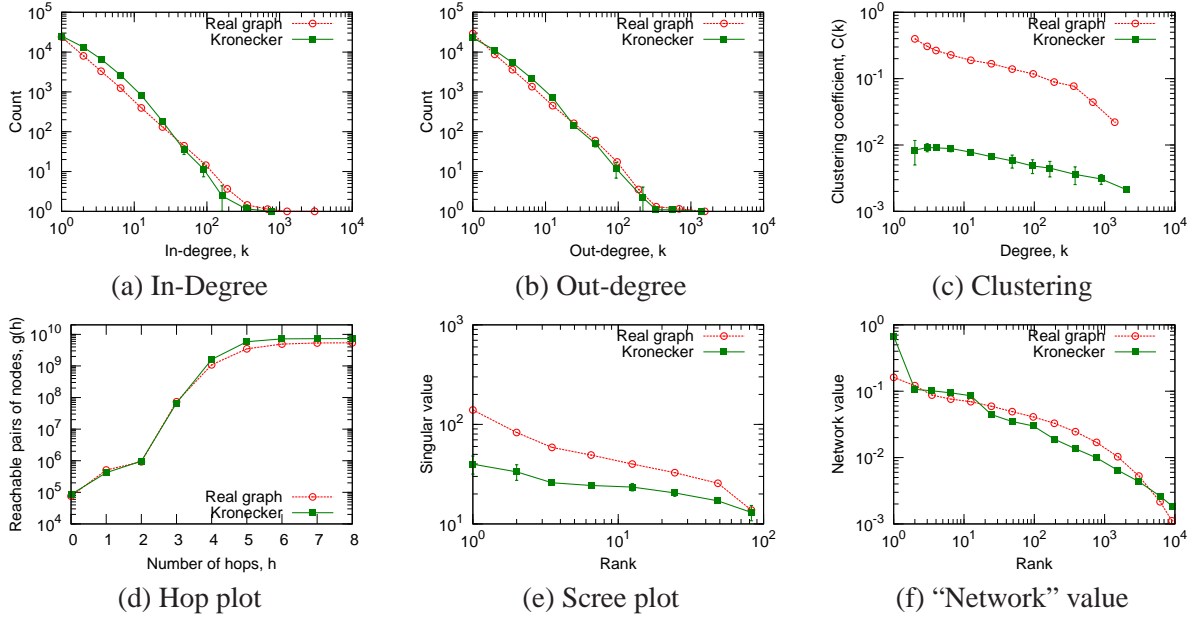 10^5
10^4
10^3
10^2
10^1
10^0
10^0 10^1 10^2 10^3 10^4
Count
In-degree, k
Real graph
Kronecker
(a) In-Degree
10^5
10^4
10^3
10^2
10^1
10^0
10^0 10^1 10^2 10^3 10^4
Count
Out-degree, k
Real graph
Kronecker
(b) Out-degree
10^0
10^-1
10^-2
10^-3
10^0 10^1 10^2 10^3 10^4
Clustering coefficient, C(k)
Degree, k
Real graph
Kronecker
(c) Clustering
10^10
10^9
10^8
10^7
10^6
10^5
10^4
0 1 2 3 4 5 6 7 8
Reachable pairs of nodes, g(h)
Number of hops, h
Real graph
Kronecker
(d) Hop plot
10^3
10^2
10^1
10^0 10^1 10^2
Singular value
Rank
Real graph
Kronecker
(e) Scree plot
10^0
10^-1
10^-2
10^-3
10^0 10^1 10^2 10^3 10^4
Network value
Rank
Real graph
Kronecker
(f) “Network” value